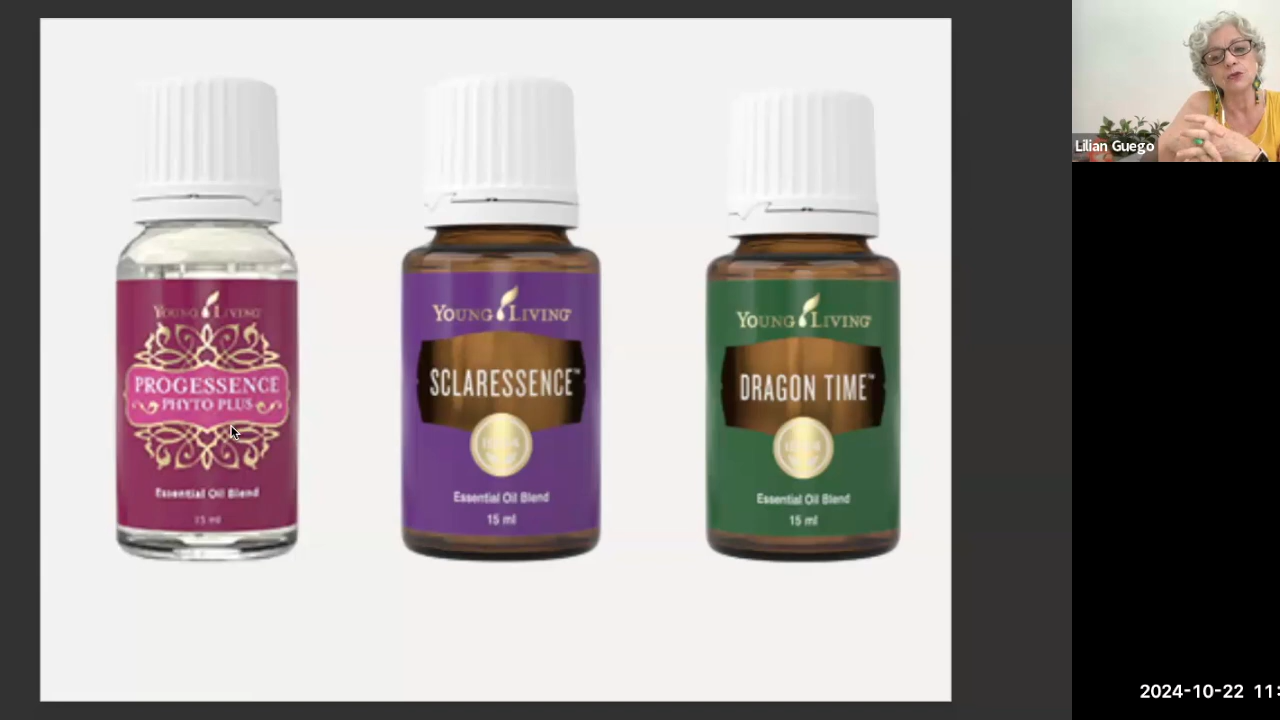 YOUNG LIVING
PROGESSENCE
PHYTO PLUS
Essential Oil Blend
15 ml
YOUNG LIVING
SCLARESSENCE™
Essential Oil Blend
15 ml
YOUNG LIVING
DRAGON TIME™
Essential Oil Blend
15 ml
Lilian Guego
2024-10-22 11: